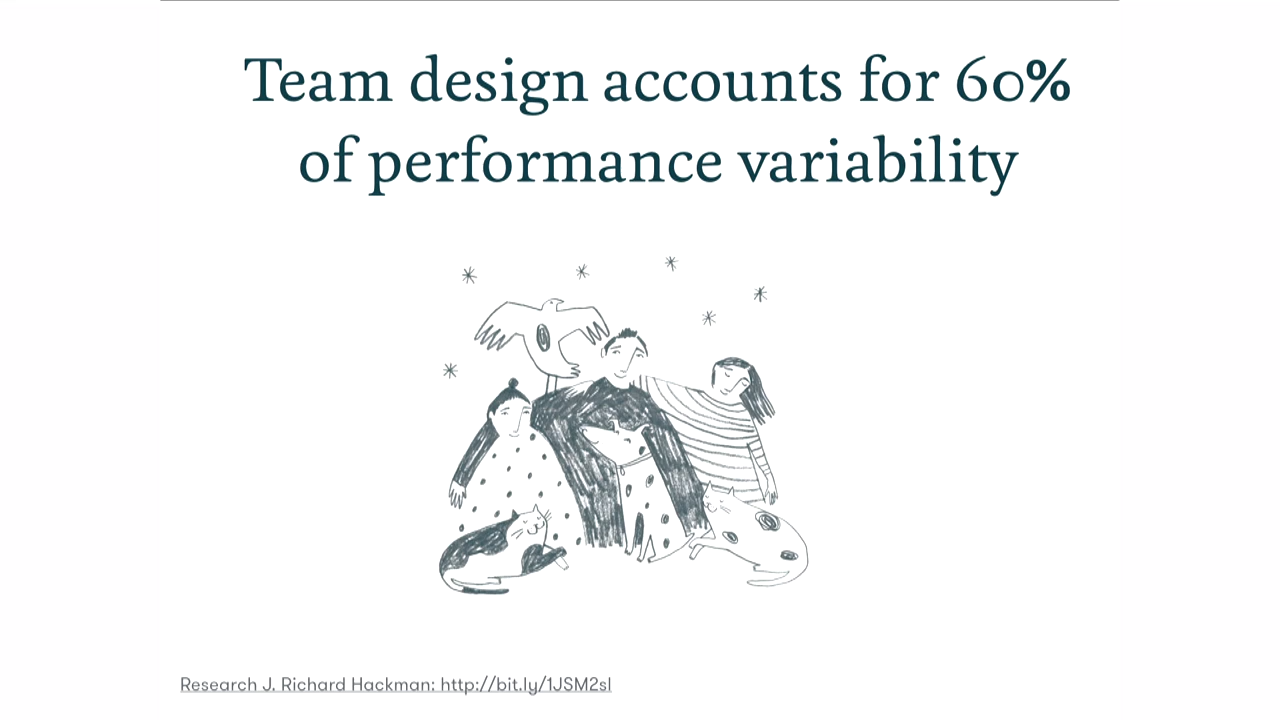 Team design accounts for 60%
of performance variability
Research J. Richard Hackman: http://bit.ly/1JSM2sl